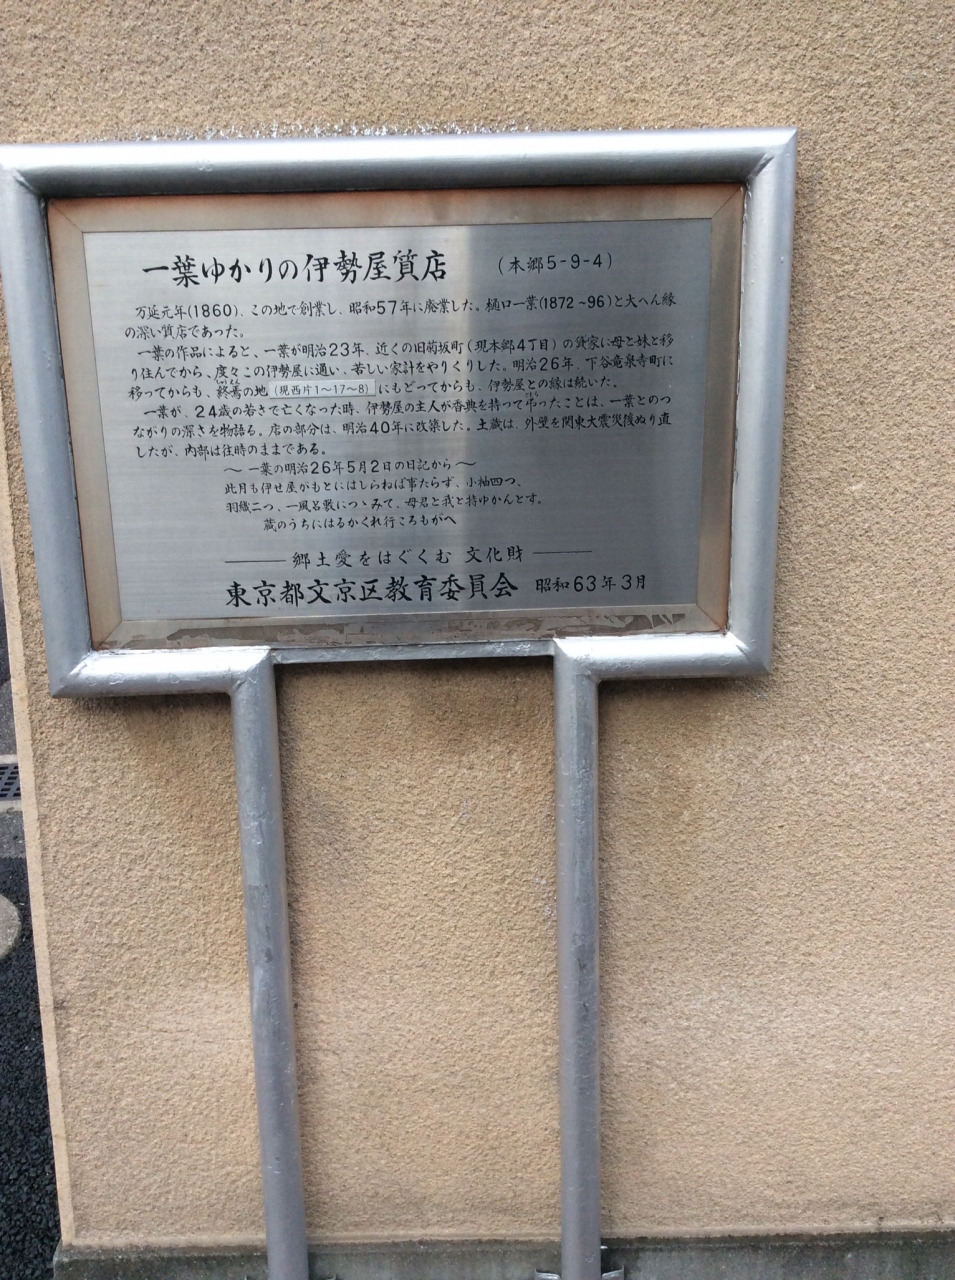 一葉ゆかりの伊勢屋質店 (本郷5-9-4)
万延元年(1860)、この地で創業し、昭和57年に廃業した。樋口一葉(1872~96)と大へん縁
の深い質店であった。
一葉の作品によると、一葉が明治23年、近くの旧菊坂町(現本郷4丁目)の貸家に母と妹と移
り住んでから、度々この伊勢屋に通い、苦しい家計をやりくりした。明治26年、下谷竜泉寺町に
移ってからも、終焉の地(現西片1~17~8)にもどってからも、伊勢屋との縁は続いた。
一葉が、24歳の若さで亡くなった時、伊勢屋の主人が香典を持って弔ったことは、一葉とのつ
ながりの深さを物語る。店の部分は、明治40年に改築した。土蔵は、外壁を関東大震災後ぬり直
したが、内部は往時のままである。
~一葉の明治26年5月2日の日記から~
此月も伊せ屋がもとにはしらねば事たらず、小袖四つ、
羽織二つ、一風呂敷につゝみて、母君と我と持ゆかんとす。
蔵のうちにはるかくれ行ころもがへ
郷土愛をはぐくむ 文化財
東京都文京区教育委員会 昭和63年3月